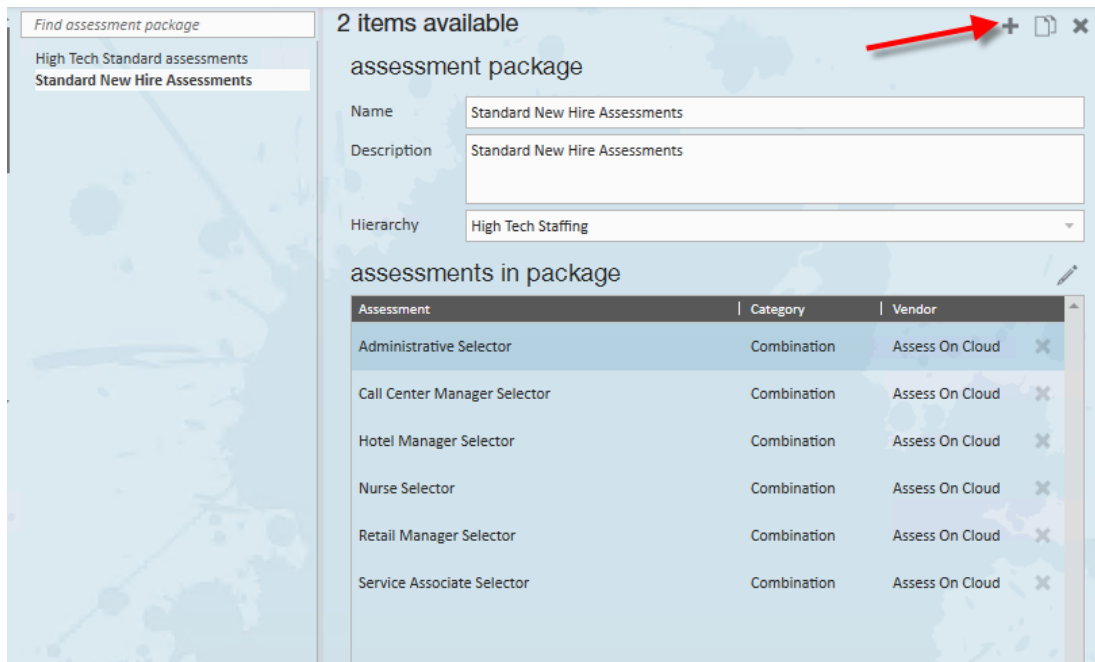 Find assessment package
High Tech Standard assessments
Standard New Hire Assessments
2 items available
assessment package
Name Standard New Hire Assessments
Description Standard New Hire Assessments
Hierarchy High Tech Staffing
assessments in package
Assessment Category Vendor
Administrative Selector Combination Assess On Cloud
Call Center Manager Selector Combination Assess On Cloud
Hotel Manager Selector Combination Assess On Cloud
Nurse Selector Combination Assess On Cloud
Retail Manager Selector Combination Assess On Cloud
Service Associate Selector Combination Assess On Cloud